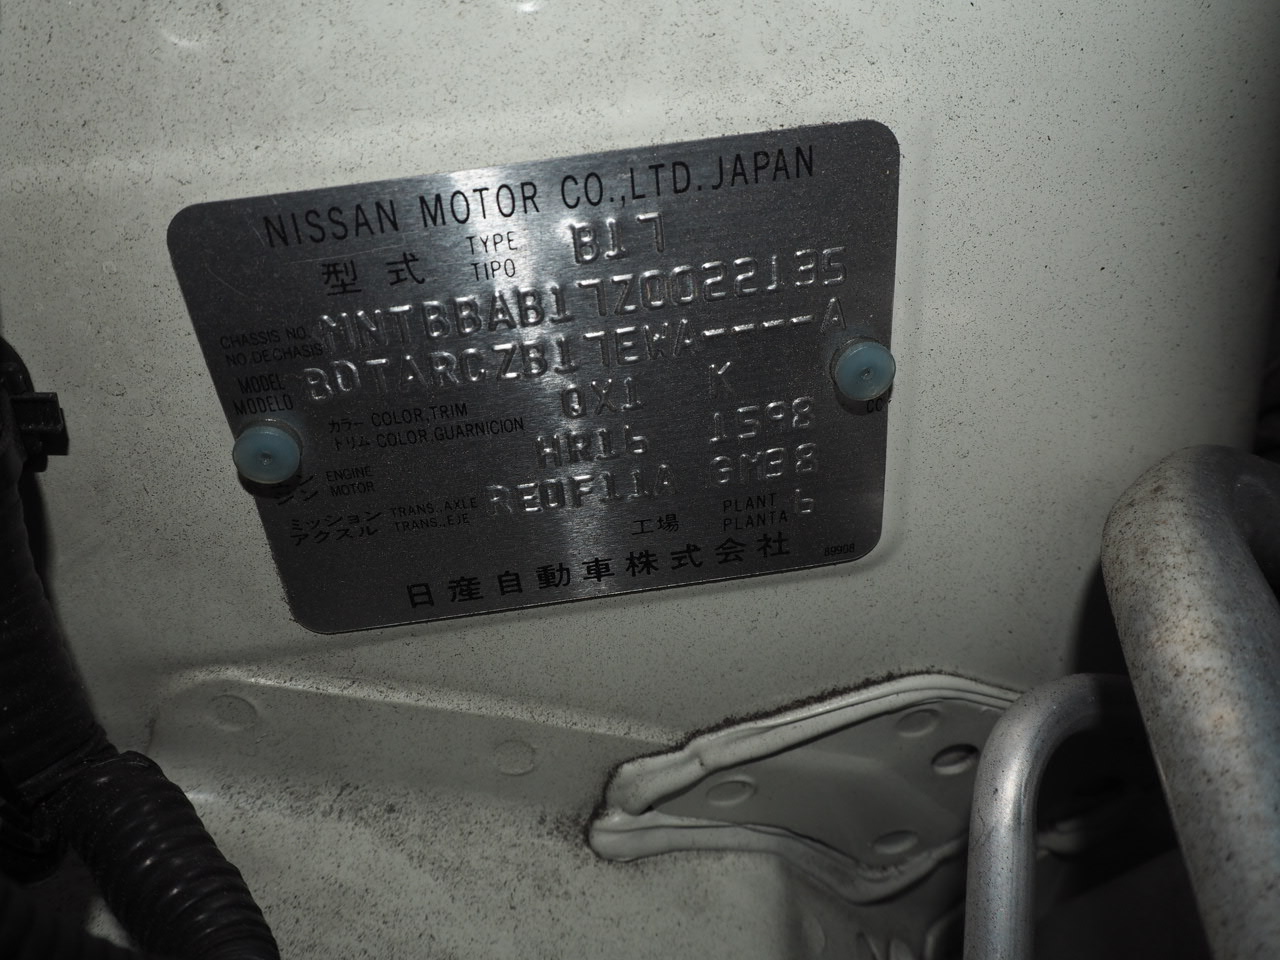 NISSAN MOTOR CO.,LTD. JAPAN
型式 TYPE TIPO B17
CHASSIS NO. NO.DE CHASIS MNTBBAB17Z0022135
MODEL MODELO BDTARGZB17EWA----A
カラー COLOR,TRIM QX1 K
トリム COLOR,GUARNICION
ENGINE MOTOR HR16 1598 CC
ミッション TRANS.,AXLE RE0F11A GM38
アクスル TRANS.,EJE
工場 PLANT PLANTA 6
日産自動車株式会社 89908